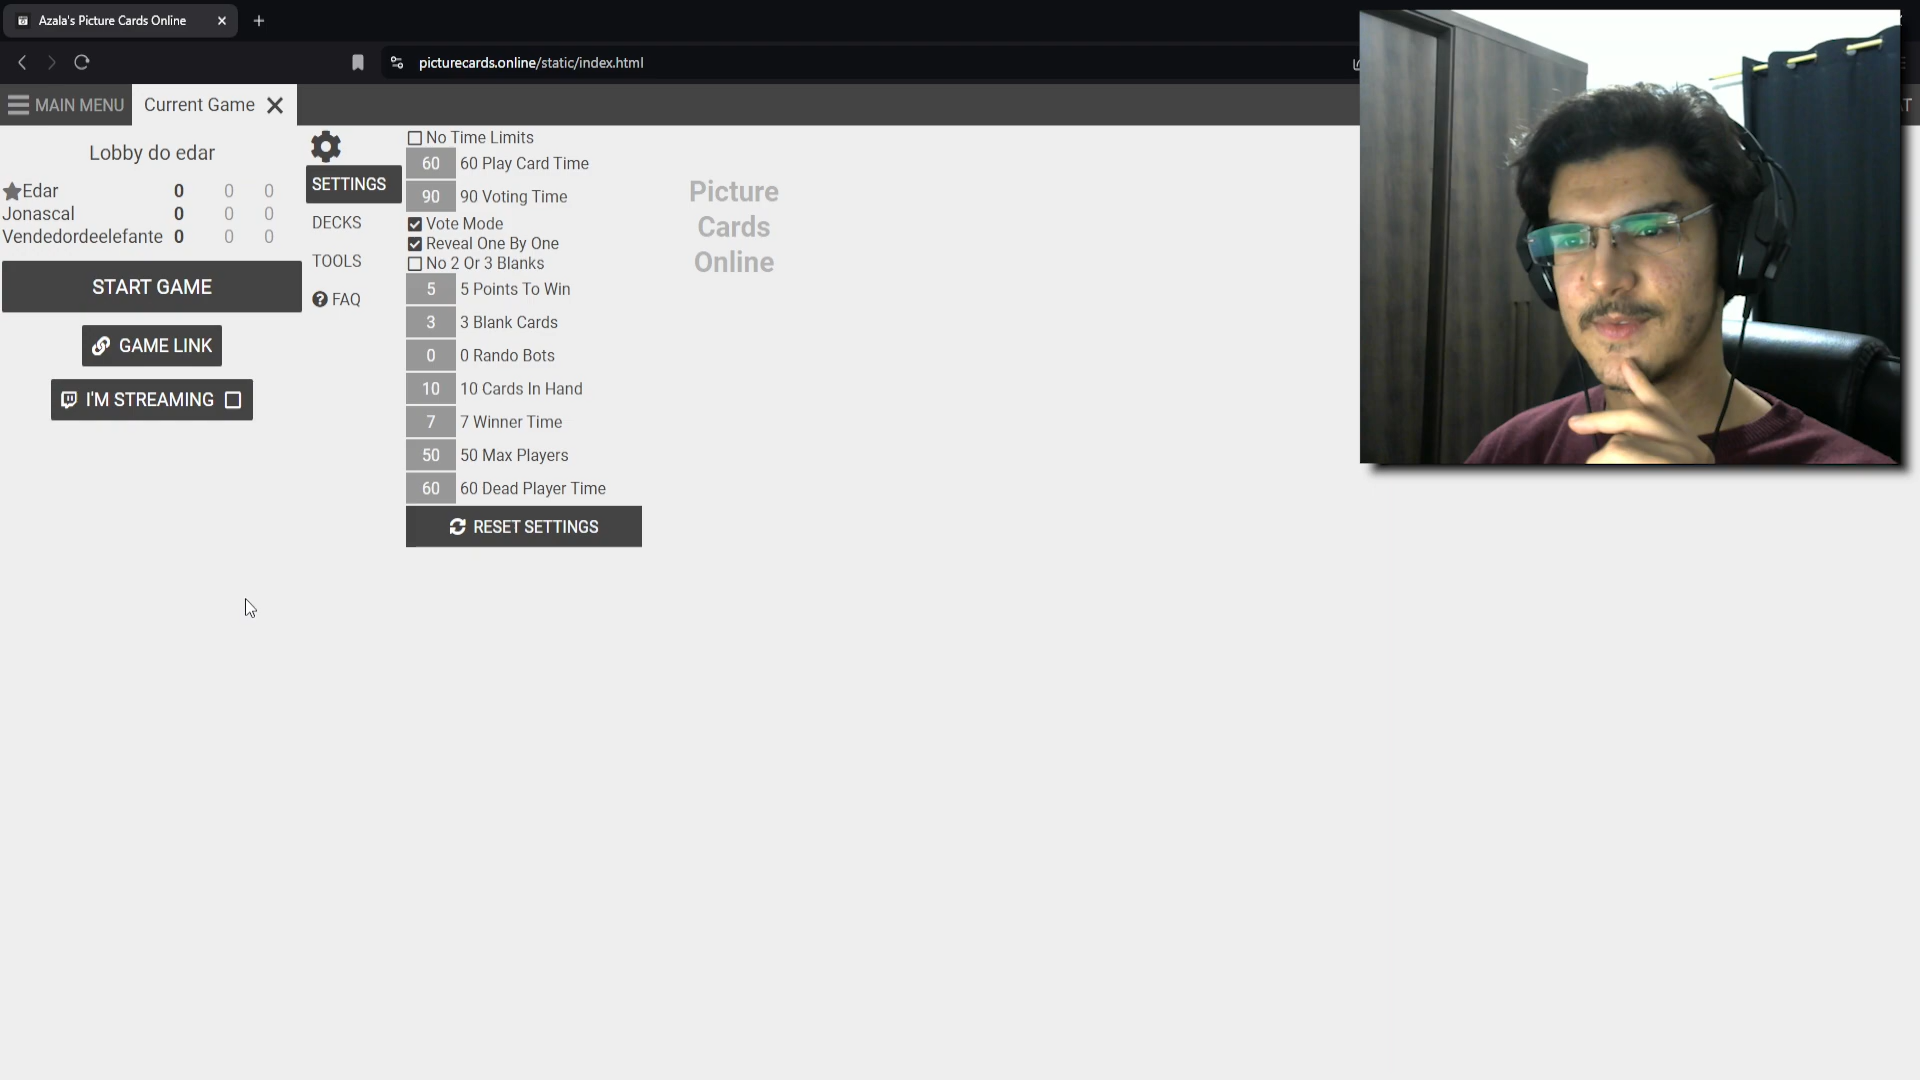 Azala's Picture Cards Online
picturecards.online/static/index.html
MAIN MENU
Current Game
Lobby do edar
Edar 0 0 0
Jonascal 0 0 0
Vendedordeelefante 0 0 0
START GAME
GAME LINK
I'M STREAMING
SETTINGS
DECKS
TOOLS
FAQ
No Time Limits
60 60 Play Card Time
90 90 Voting Time
Vote Mode
Reveal One By One
No 2 Or 3 Blanks
5 5 Points To Win
3 3 Blank Cards
0 0 Rando Bots
10 10 Cards In Hand
7 7 Winner Time
50 50 Max Players
60 60 Dead Player Time
RESET SETTINGS
Picture
Cards
Online